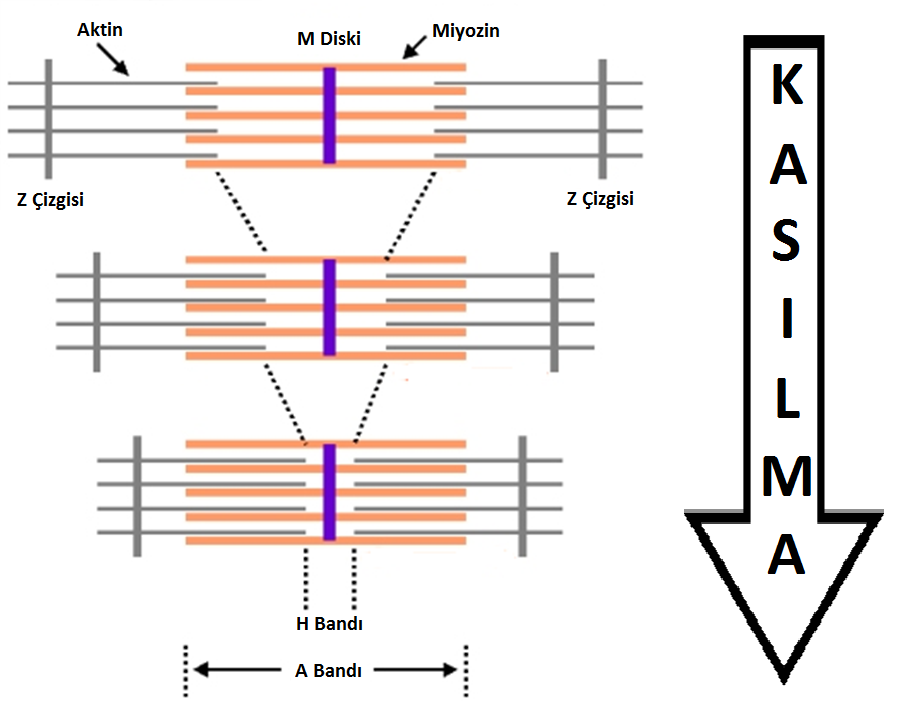 Aktin
M Diski
Miyozin
Z Çizgisi
Z Çizgisi
H Bandı
A Bandı
K
A
S
I
L
M
A